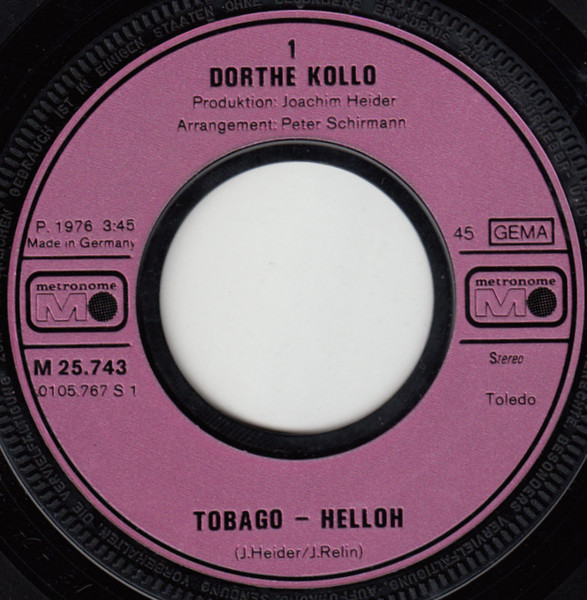 1
DORTHE KOLLO
Produktion: Joachim Heider
Arrangement: Peter Schirmann
P. 1976 3:45
Made in Germany
45 GEMA
metronome
M
metronome
M
M 25.743
0105.767 S 1
Stereo
Toledo
TOBAGO – HELLOH
(J.Heider/J.Relin)